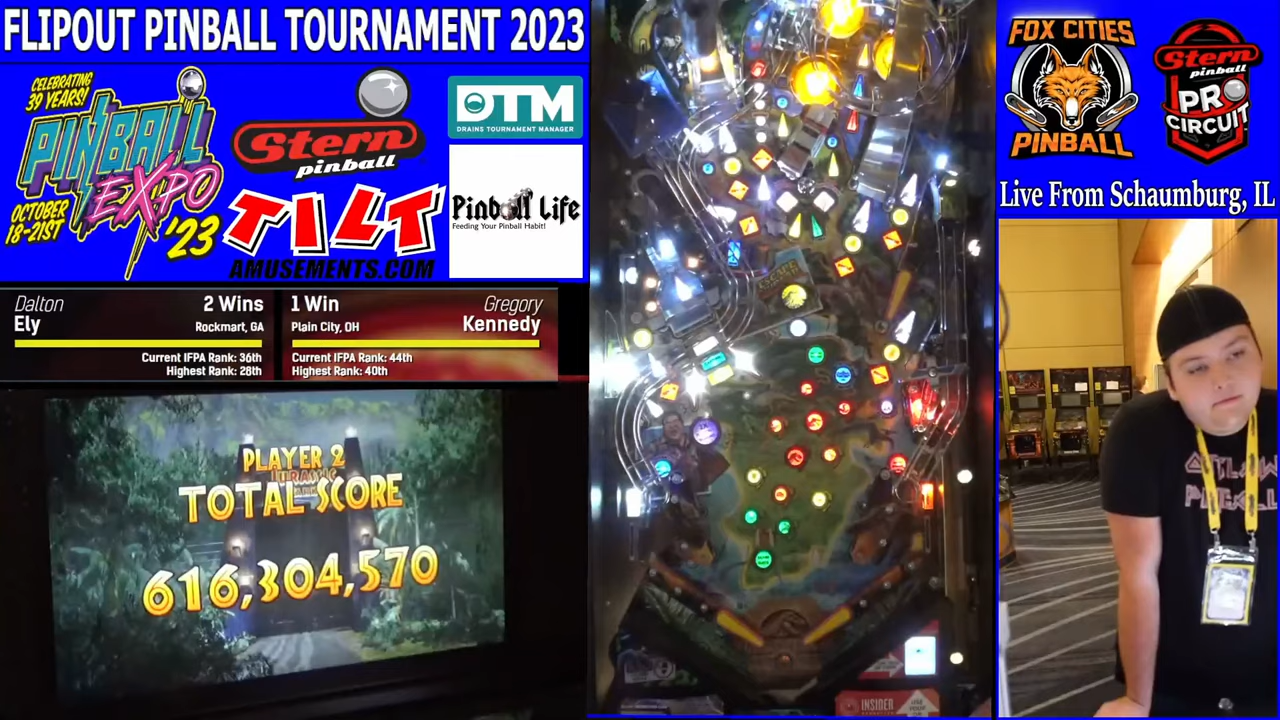 FLIPOUT PINBALL TOURNAMENT 2023
CELEBRATING
39 YEARS!
PINBALL
EXPO
'23
OCTOBER
18-21ST
Stern
pinball
TILT
AMUSEMENTS.COM
DTM
DRAINS TOURNAMENT MANAGER
Pinball Life
Feeding Your Pinball Habit!
Dalton
Ely
2 Wins
Rockmart, GA
Current IFPA Rank: 36th
Highest Rank: 28th
1 Win
Plain City, OH
Gregory
Kennedy
Current IFPA Rank: 44th
Highest Rank: 40th
PLAYER 2
JURASSIC
TOTAL SCORE
616,304,570
INSIDER
FOX CITIES
PINBALL
Stern
pinball
PRO
CIRCUIT
Live From Schaumburg, IL
OUTLAW